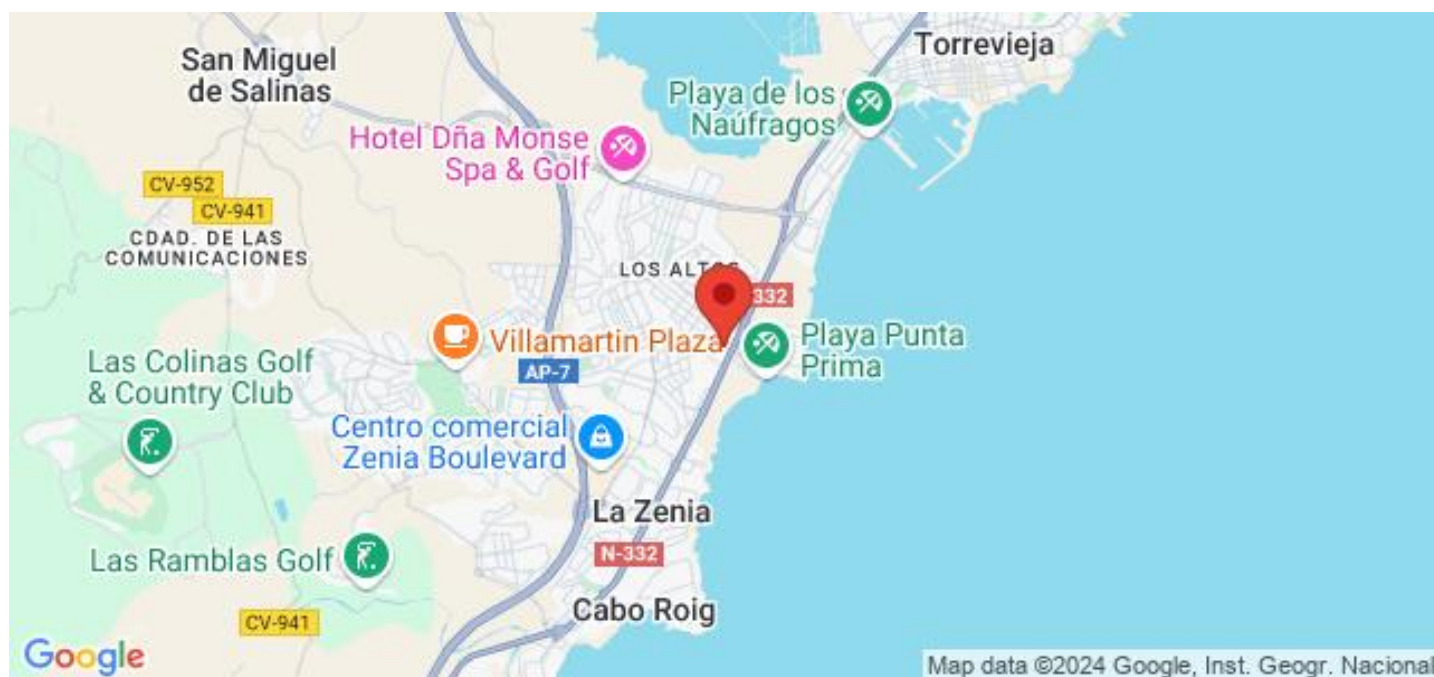 San Miguel
de Salinas
Torrevieja
Playa de los
Naúfragos
Hotel Dña Monse
Spa & Golf
CV-952
CV-941
CDAD. DE LAS
COMUNICACIONES
LOS ALTOS
332
Villamartin Plaza
Playa Punta
Prima
AP-7
Las Colinas Golf
& Country Club
Centro comercial
Zenia Boulevard
La Zenia
N-332
Las Ramblas Golf
Cabo Roig
CV-941
Google
Map data ©2024 Google, Inst. Geogr. Nacional